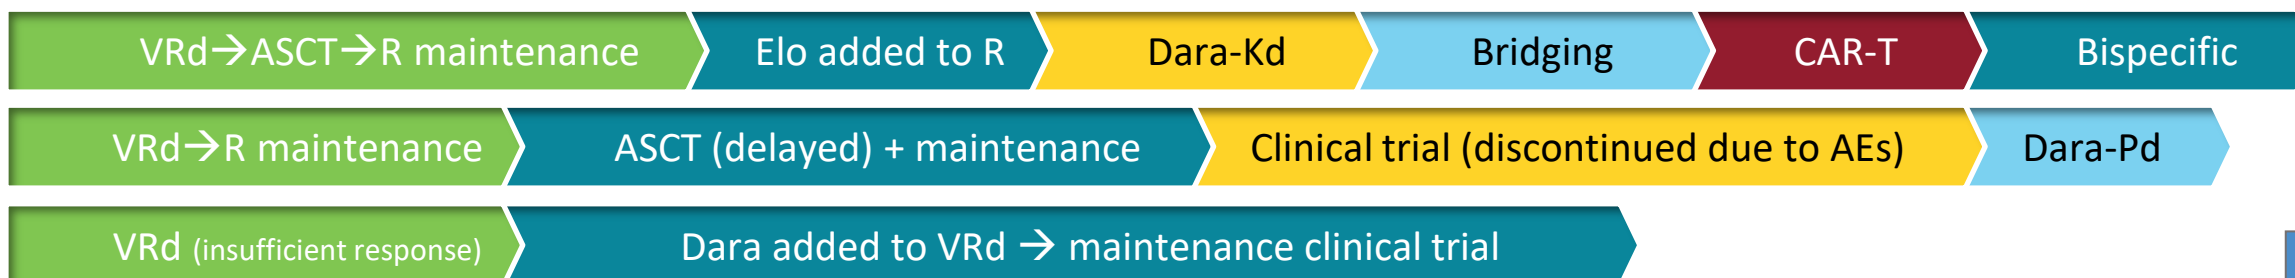 VRd→ASCT→R maintenance Elo added to R Dara-Kd Bridging CAR-T Bispecific
VRd→R maintenance ASCT (delayed) + maintenance Clinical trial (discontinued due to AEs) Dara-Pd
VRd (insufficient response) Dara added to VRd → maintenance clinical trial